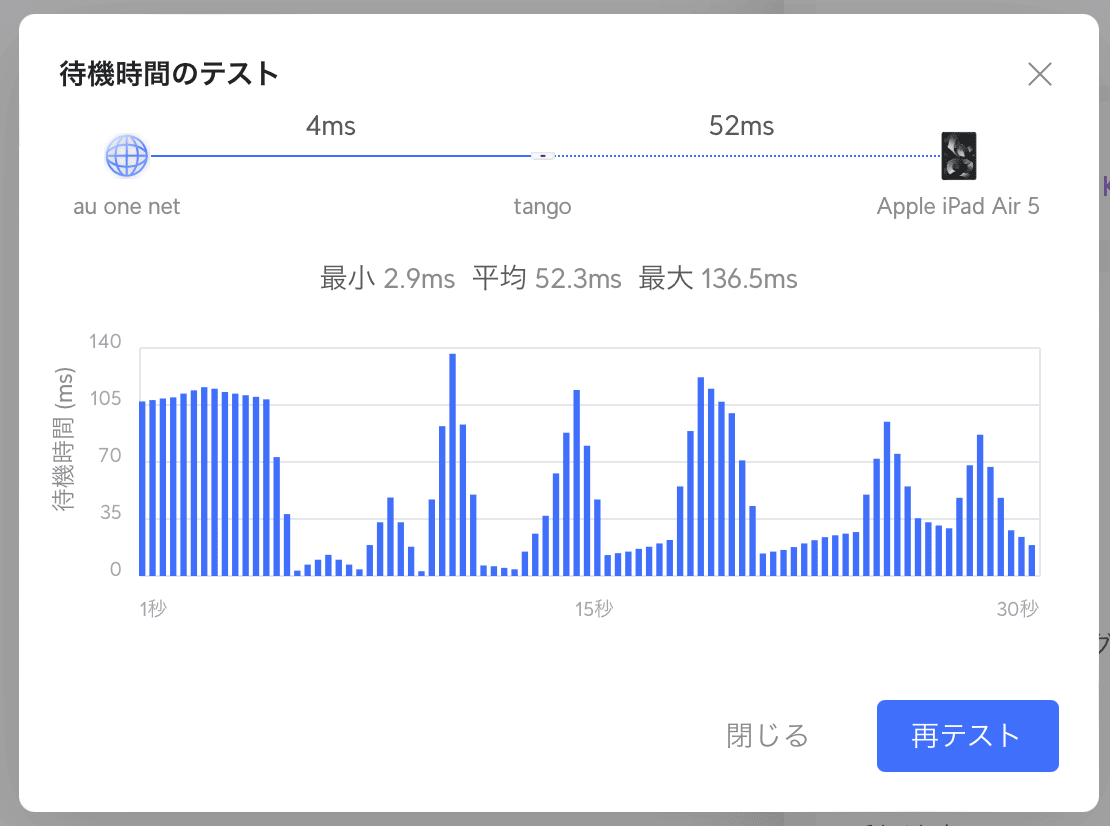 待機時間のテスト
4ms
52ms
au one net
tango
Apple iPad Air 5
最小 2.9ms 平均 52.3ms 最大 136.5ms
待機時間 (ms)
140
105
70
35
0
1秒
15秒
30秒
閉じる
再テスト